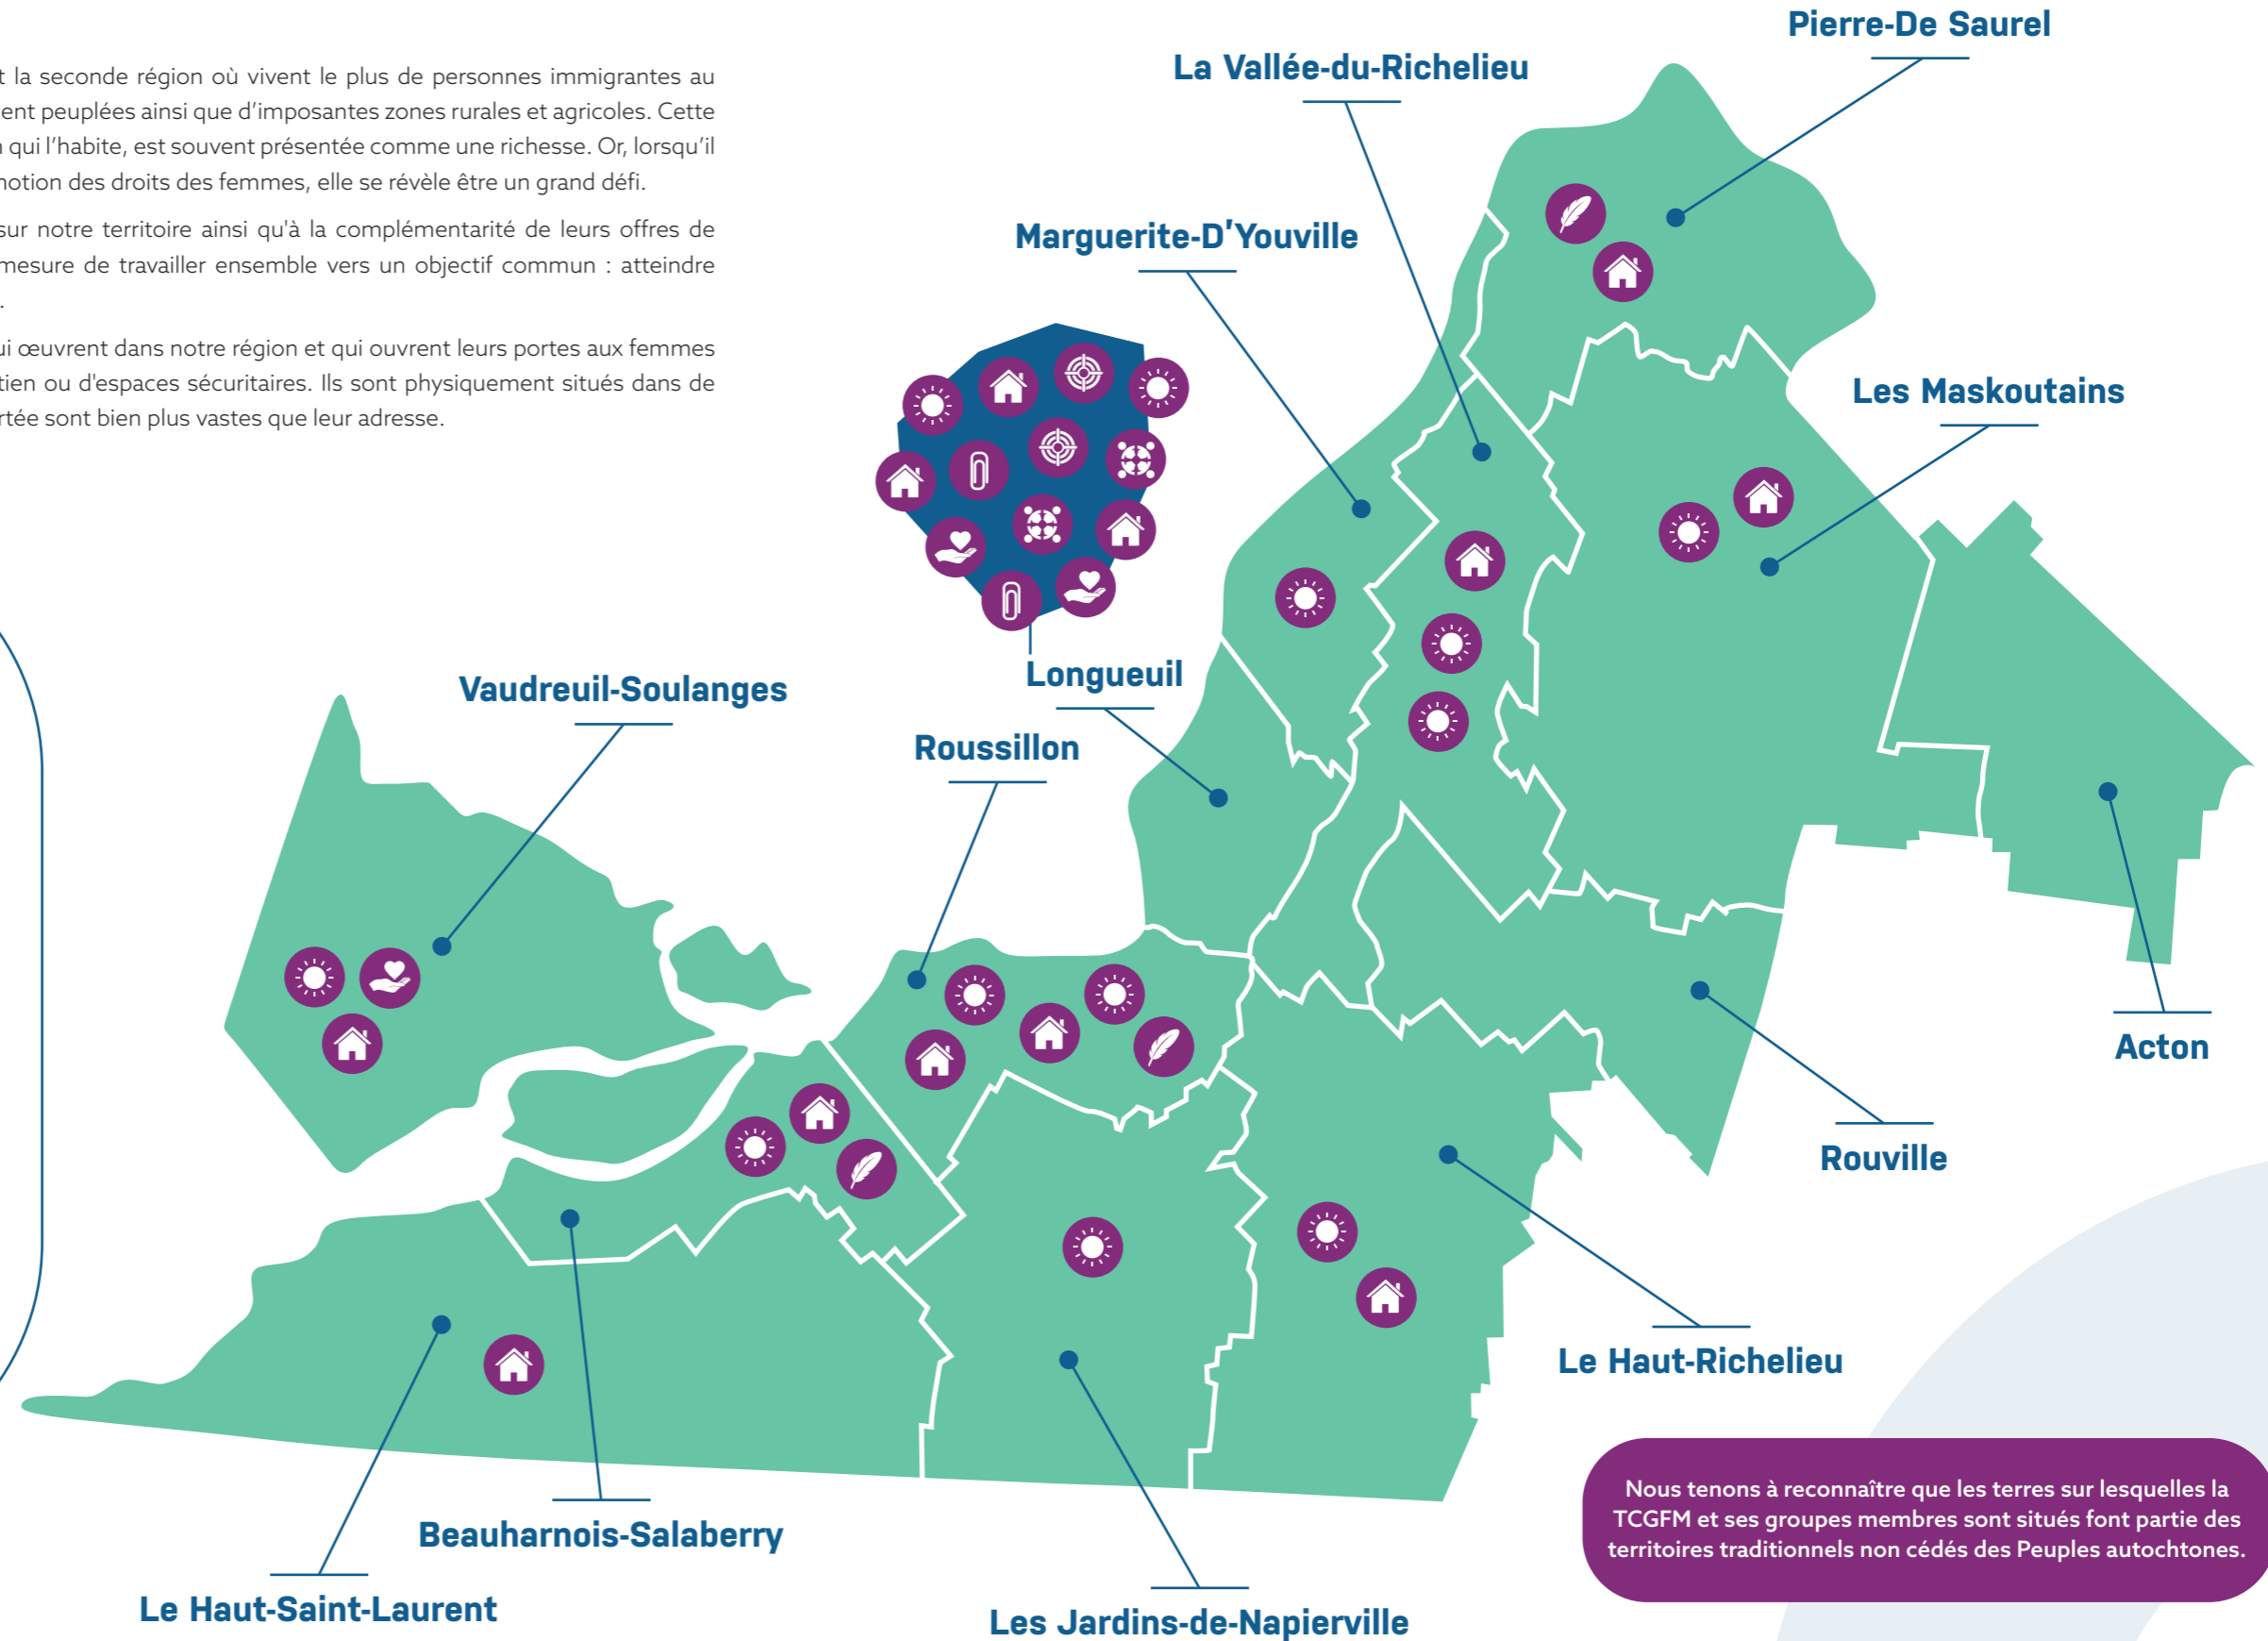 t la seconde région où vivent le plus de personnes immigrantes au
ent peuplées ainsi que d'imposantes zones rurales et agricoles. Cette
n qui l'habite, est souvent présentée comme une richesse. Or, lorsqu'il
notion des droits des femmes, elle se révèle être un grand défi.
sur notre territoire ainsi qu'à la complémentarité de leurs offres de
mesure de travailler ensemble vers un objectif commun : atteindre
.
ui œuvrent dans notre région et qui ouvrent leurs portes aux femmes
tien ou d'espaces sécuritaires. Ils sont physiquement situés dans de
rtée sont bien plus vastes que leur adresse.
Pierre-De Saurel
La Vallée-du-Richelieu
Marguerite-D'Youville
Les Maskoutains
Longueuil
Vaudreuil-Soulanges
Roussillon
Acton
Rouville
Le Haut-Richelieu
Beauharnois-Salaberry
Le Haut-Saint-Laurent
Les Jardins-de-Napierville
Nous tenons à reconnaître que les terres sur lesquelles la
TCGFM et ses groupes membres sont situés font partie des
territoires traditionnels non cédés des Peuples autochtones.